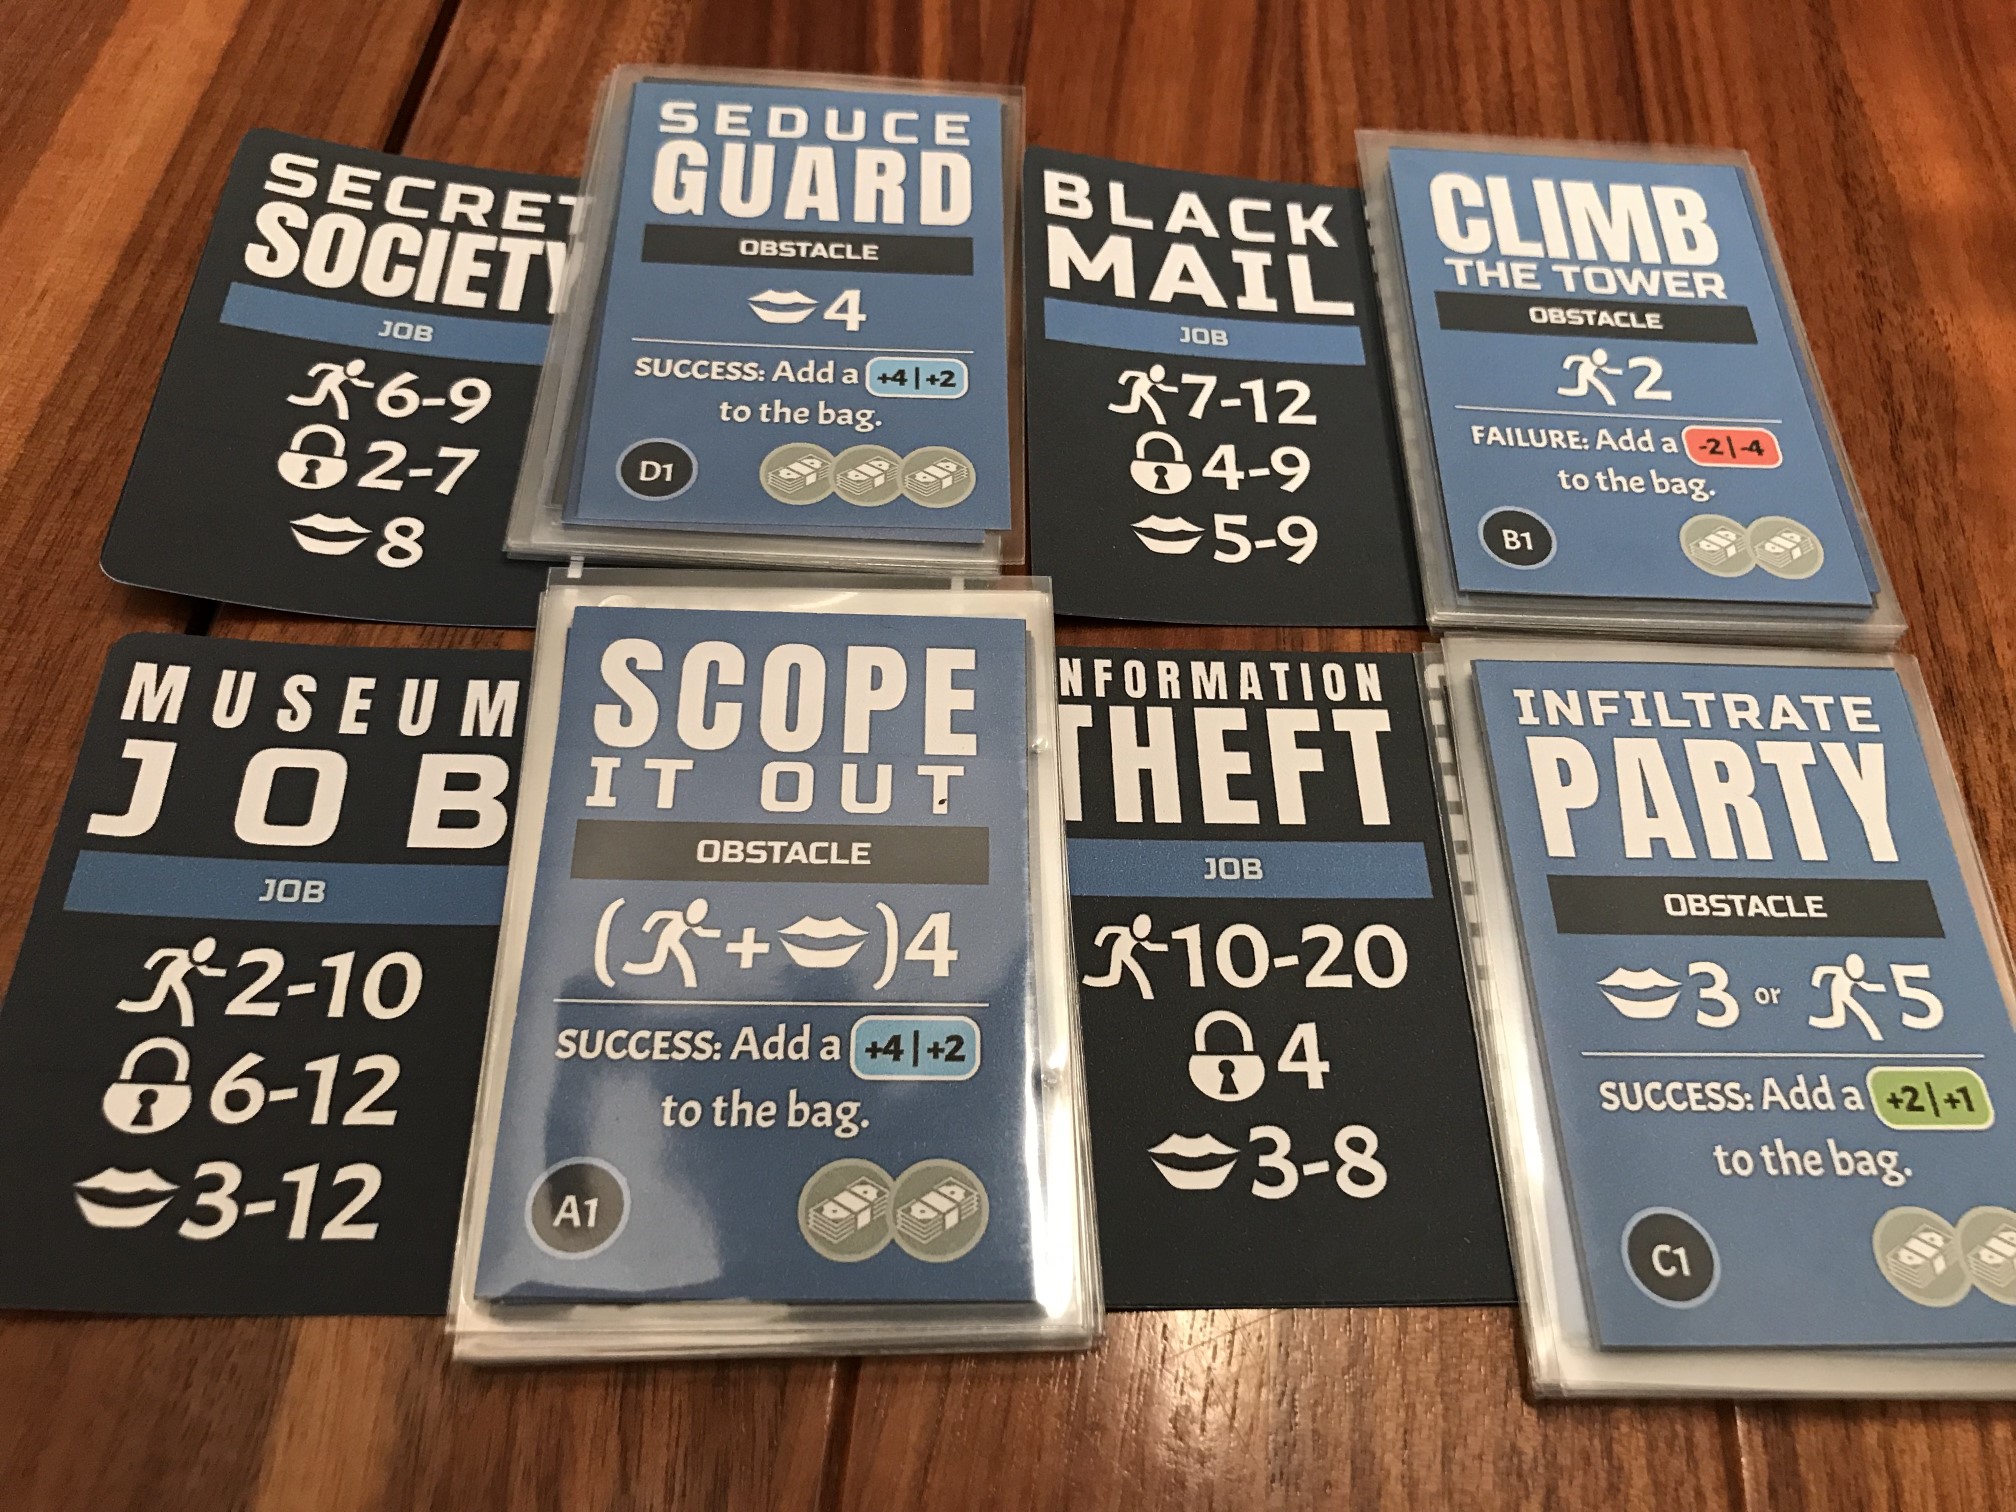 SECRET
SOCIETY
JOB
6-9
2-7
8
SEDUCE
GUARD
OBSTACLE
4
SUCCESS: Add a +4|+2
to the bag.
D1
BLACK
MAIL
JOB
7-12
4-9
5-9
CLIMB
THE TOWER
OBSTACLE
2
FAILURE: Add a -2|-4
to the bag.
B1
MUSEUM
JOB
JOB
2-10
6-12
3-12
SCOPE
IT OUT
OBSTACLE
( + )4
SUCCESS: Add a +4|+2
to the bag.
A1
NFORMATION
THEFT
JOB
10-20
4
3-8
INFILTRATE
PARTY
OBSTACLE
3 or 5
SUCCESS: Add a +2|+1
to the bag.
C1